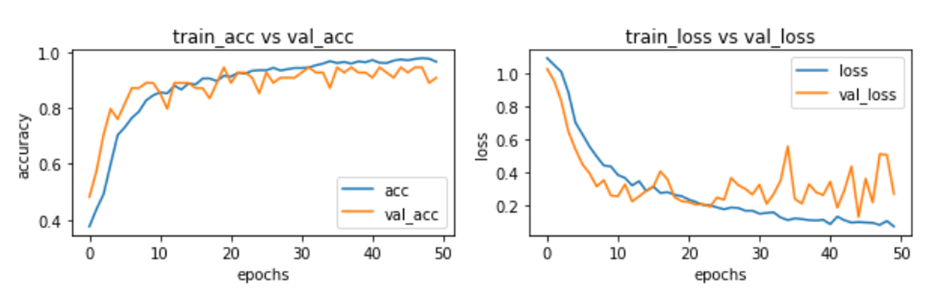 train_acc vs val_acc
1.0
0.8
0.6
0.4
accuracy
acc
val_acc
0 10 20 30 40 50
epochs
train_loss vs val_loss
1.0
0.8
0.6
0.4
0.2
loss
loss
val_loss
0 10 20 30 40 50
epochs